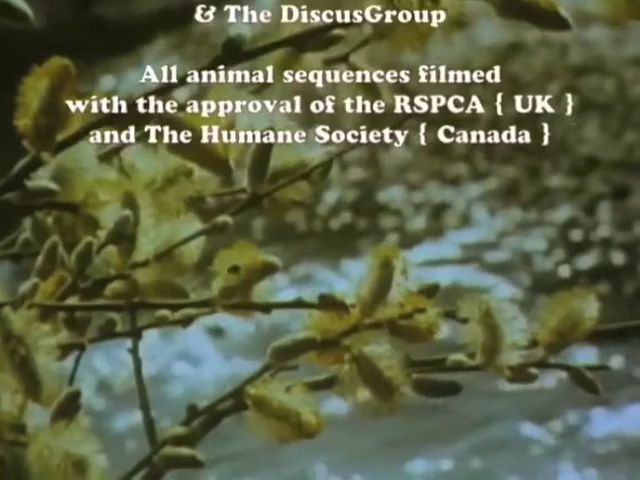 & The DiscusGroup
All animal sequences filmed
with the approval of the RSPCA { UK }
and The Humane Society { Canada }